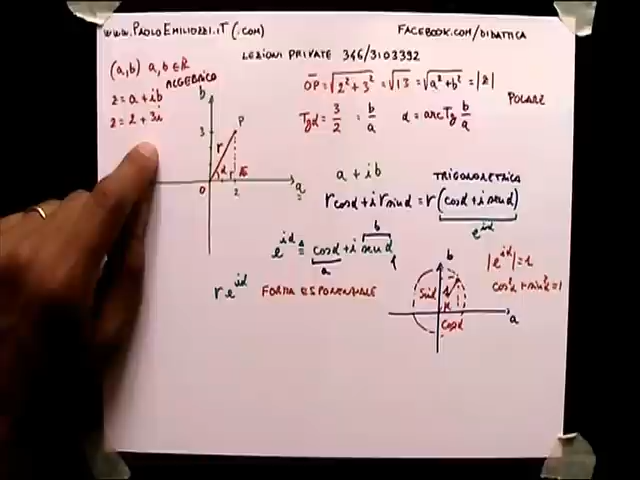 www.PaoloEmiliozzi.iT (.com)
FACEBOOK.com/DIDATTICA
LEZIONI PRIVATE 346/3103392
(a,b) a,b ∈ R
ALGEBRICO
z = a + ib
z = 2 + 3i
b
3
P
r
α
0
2
a
OP = √(2² + 3²) = √13 = √(a² + b²) = |z|
POLARE
Tgα = 3/2 = b/a α = arcTg b/a
a + ib
TRIGONOMETRICA
r cosα + i r sinα = r (cosα + i sinα)
e^{iα}
b
e^{iα} ≜ cosα + i sinα
a
r e^{iα} FORMA ESPONENZIALE
b
sinα
cosα
a
|e^{iα}| = 1
cos²α + sin²α = 1